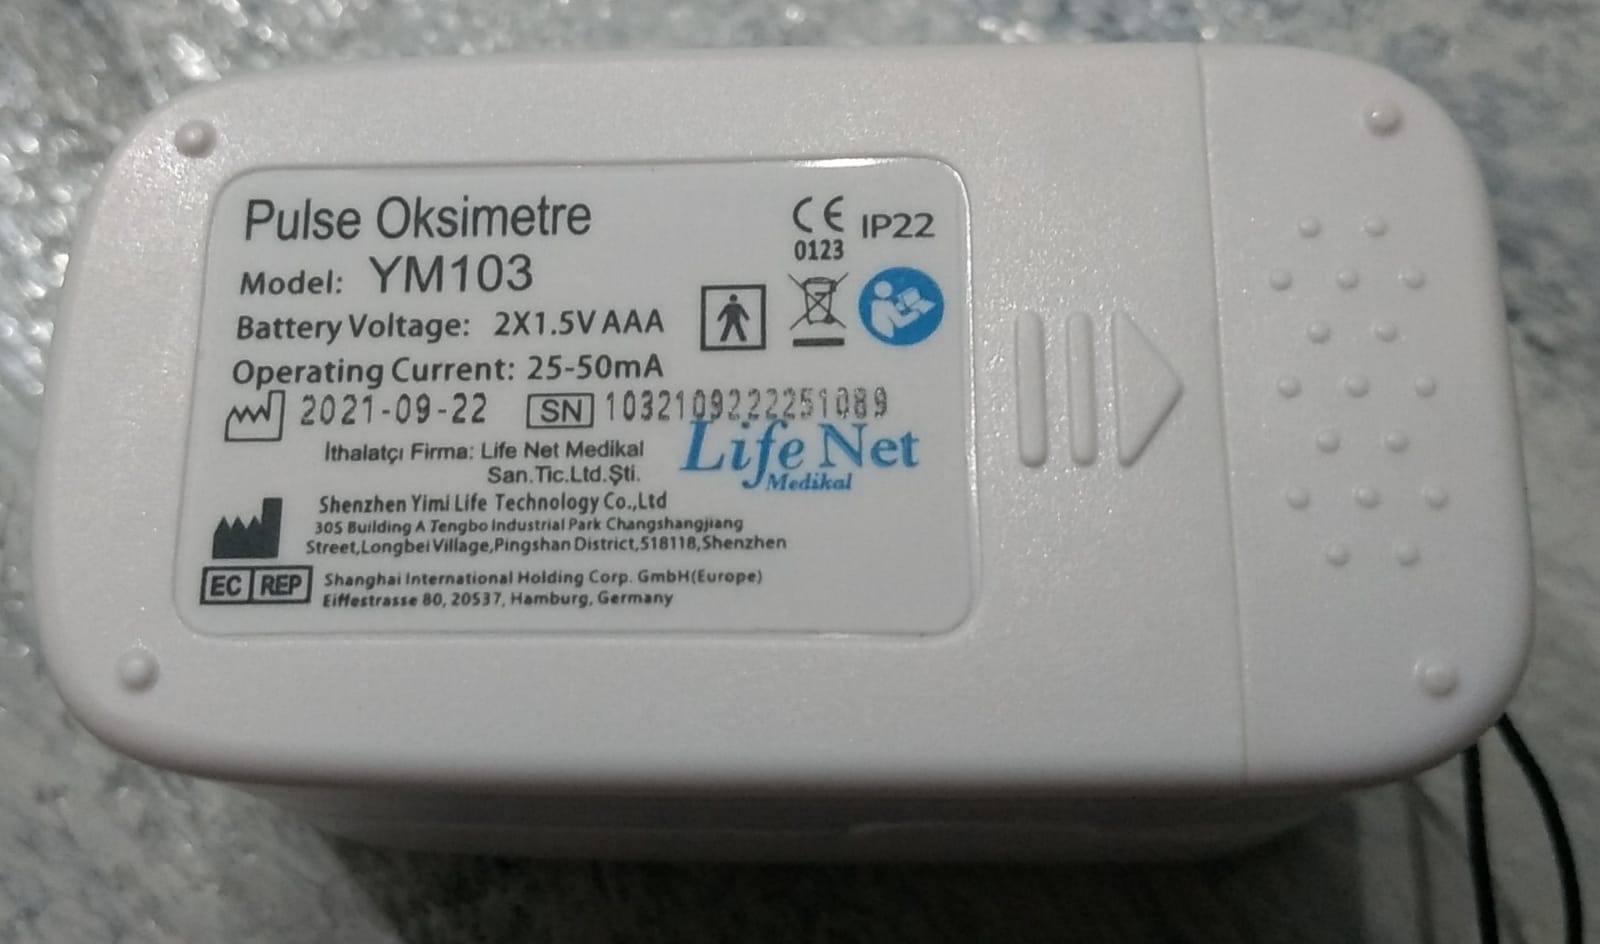 Pulse Oksimetre
CE IP22
0123
Model: YM103
Battery Voltage: 2X1.5V AAA
Operating Current: 25-50mA
2021-09-22 SN 1032109222251089
İthalatçı Firma: Life Net Medikal
San.Tic.Ltd.Şti.
Life Net
Medikal
Shenzhen Yimi Life Technology Co.,Ltd
305 Building A Tengbo Industrial Park Changshangjiang
Street,Longbei Village,Pingshan District,518118,Shenzhen
EC REP
Shanghai International Holding Corp. GmbH(Europe)
Eiffestrasse 80, 20537, Hamburg, Germany